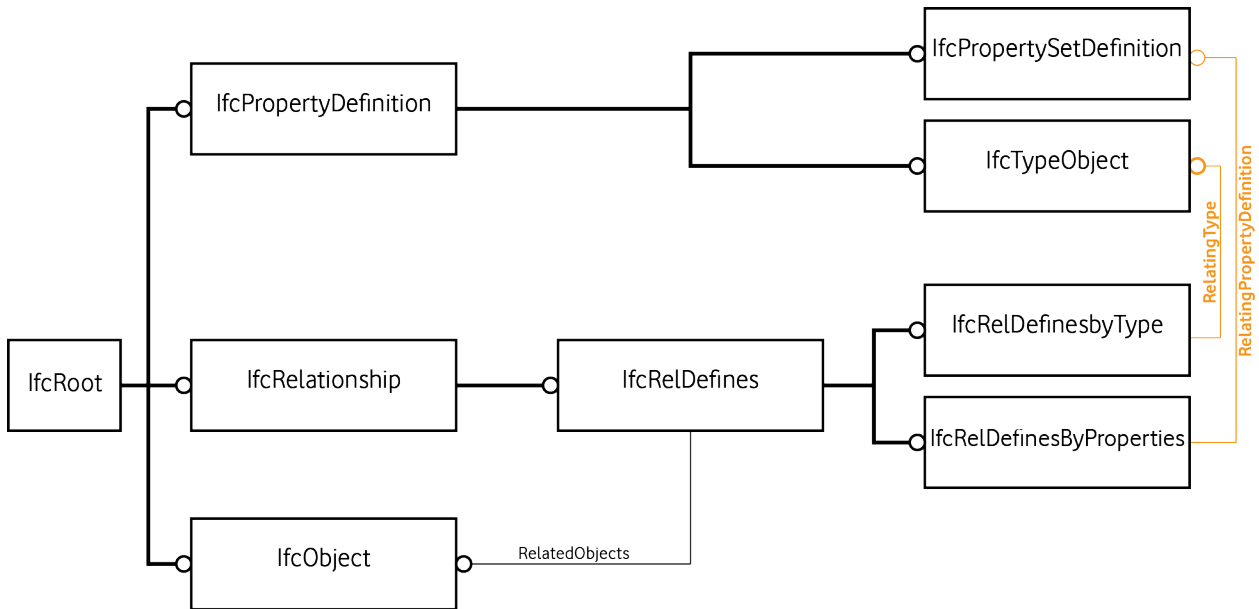 IfcPropertySetDefinition
IfcPropertyDefinition
IfcTypeObject
RelatingType
RelatingPropertyDefinition
IfcRelDefinesbyType
IfcRoot
IfcRelationship
IfcRelDefines
IfcRelDefinesByProperties
IfcObject
RelatedObjects